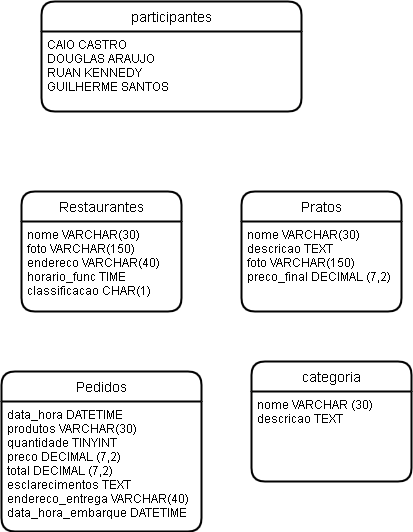 participantes
CAIO CASTRO
DOUGLAS ARAUJO
RUAN KENNEDY
GUILHERME SANTOS
Restaurantes
nome VARCHAR(30)
foto VARCHAR(150)
endereco VARCHAR(40)
horario_func TIME
classificacao CHAR(1)
Pratos
nome VARCHAR(30)
descricao TEXT
foto VARCHAR(150)
preco_final DECIMAL (7,2)
Pedidos
data_hora DATETIME
produtos VARCHAR(30)
quantidade TINYINT
preco DECIMAL (7,2)
total DECIMAL (7,2)
esclarecimentos TEXT
endereco_entrega VARCHAR(40)
data_hora_embarque DATETIME
categoria
nome VARCHAR (30)
descricao TEXT